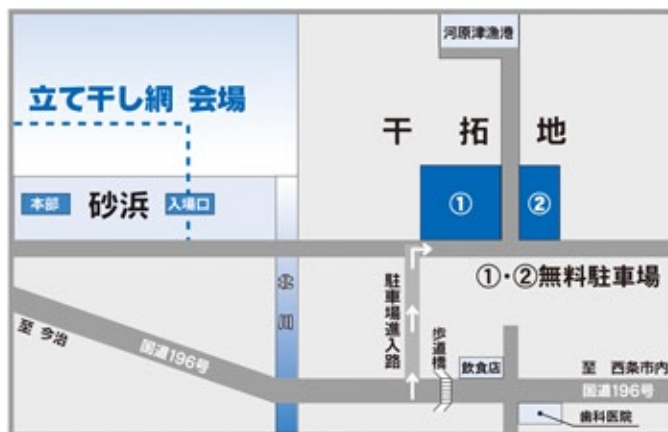 河原津漁港
立て干し網 会場
干拓地
① ②
本部 砂浜 入場口
①・②無料駐車場
北川
駐車場進入路
至 今治
国道196号
歩道橋
飲食店
至 西条市内
国道196号
歯科医院